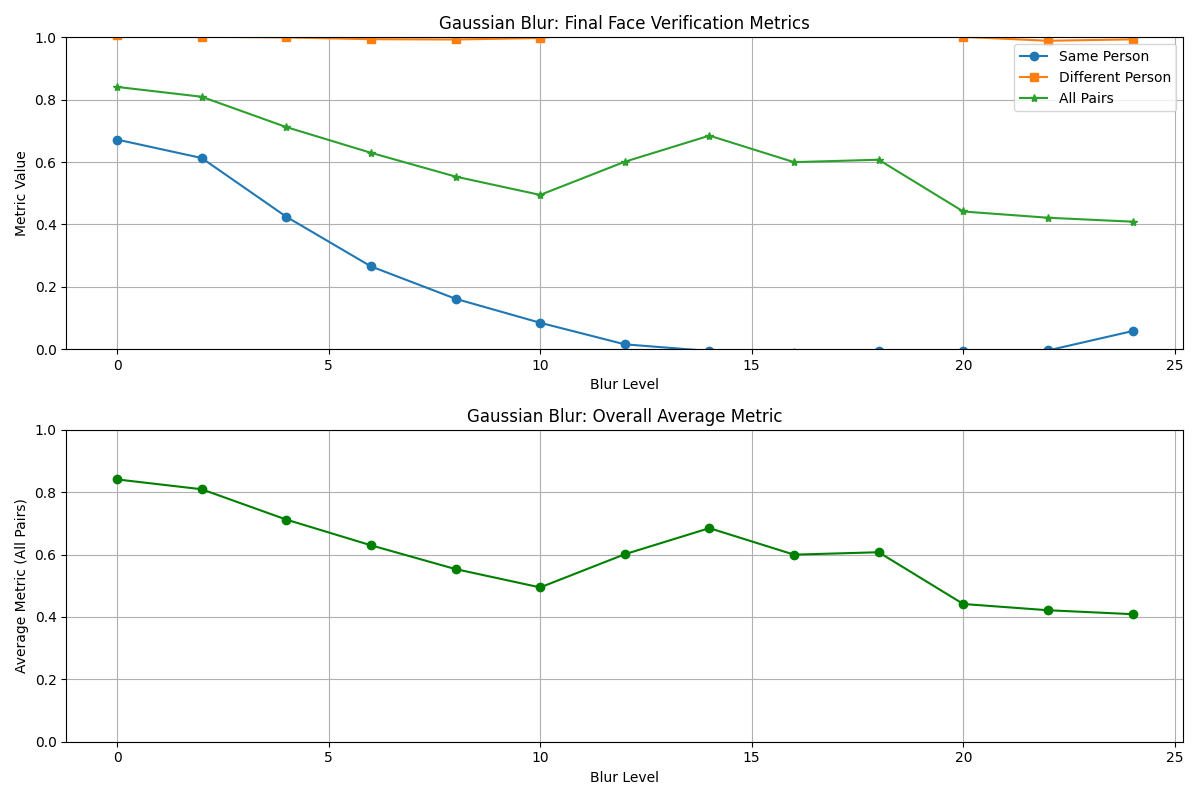 Gaussian Blur: Final Face Verification Metrics
1.0
0.8
0.6
0.4
0.2
0.0
Metric Value
Same Person
Different Person
All Pairs
0 5 10 15 20 25
Blur Level
Gaussian Blur: Overall Average Metric
1.0
0.8
0.6
0.4
0.2
0.0
Average Metric (All Pairs)
0 5 10 15 20 25
Blur Level